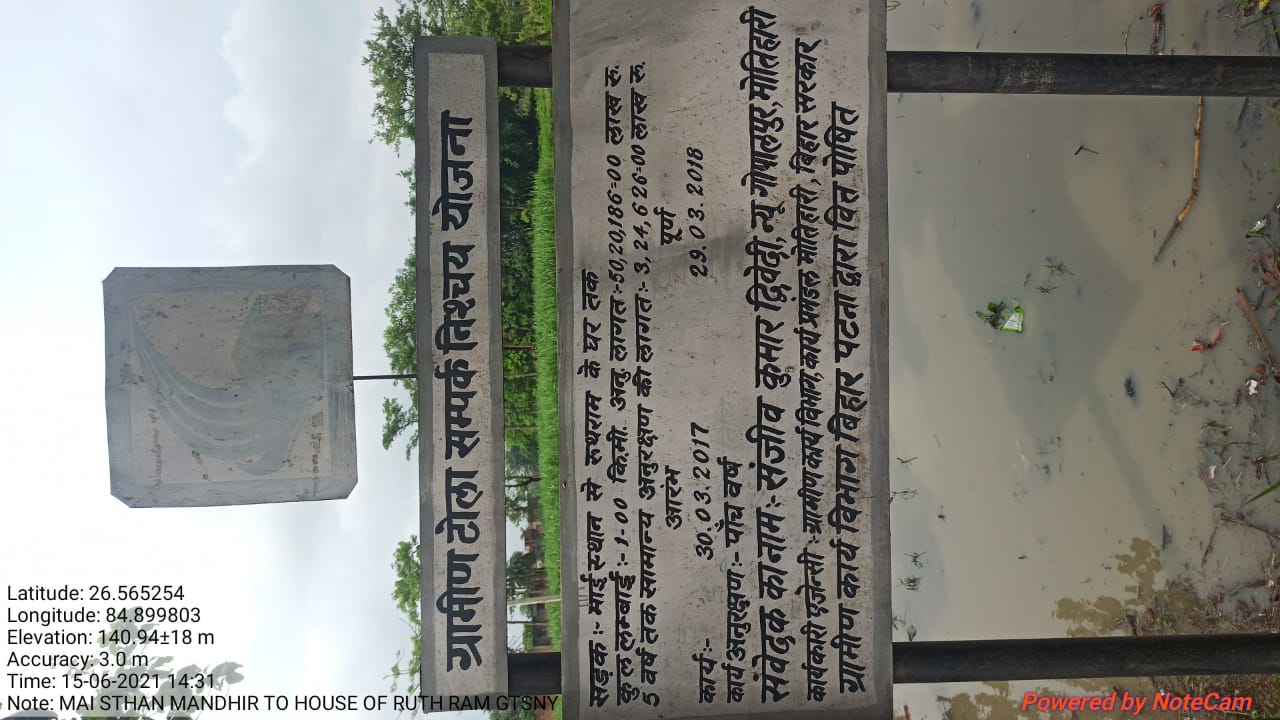 ग्रामीण टोला सम्पर्क निश्चय योजना
सड़क :- माई स्थान से रूथराम के घर तक
कुल लम्बाई :- 1.00 किमी. अनु. लागत -50,20,186=00 लाख रु.
5 वर्ष तक सामान्य अनुरक्षण की लागत:- 3,24,626=00 लाख रु.
आरंभ पूर्ण
कार्य:- 30.03.2017 29.03.2018
कार्य अनुरक्षण:- पाँच वर्ष
संवेदक का नाम:- संजीव कुमार द्विवेदी, न्यू गोपालपुर, मोतिहारी
कार्यकारी एजेन्सी :- ग्रामीण कार्य विभाग, कार्य प्रमंडल मोतिहारी, बिहार सरकार
ग्रामीण कार्य विभाग बिहार पटना द्वारा वित्त पोषित
Latitude: 26.565254
Longitude: 84.899803
Elevation: 140.94±18 m
Accuracy: 3.0 m
Time: 15-06-2021 14:31
Note: MAI STHAN MANDHIR TO HOUSE OF RUTH RAM GTSNY
Powered by NoteCam